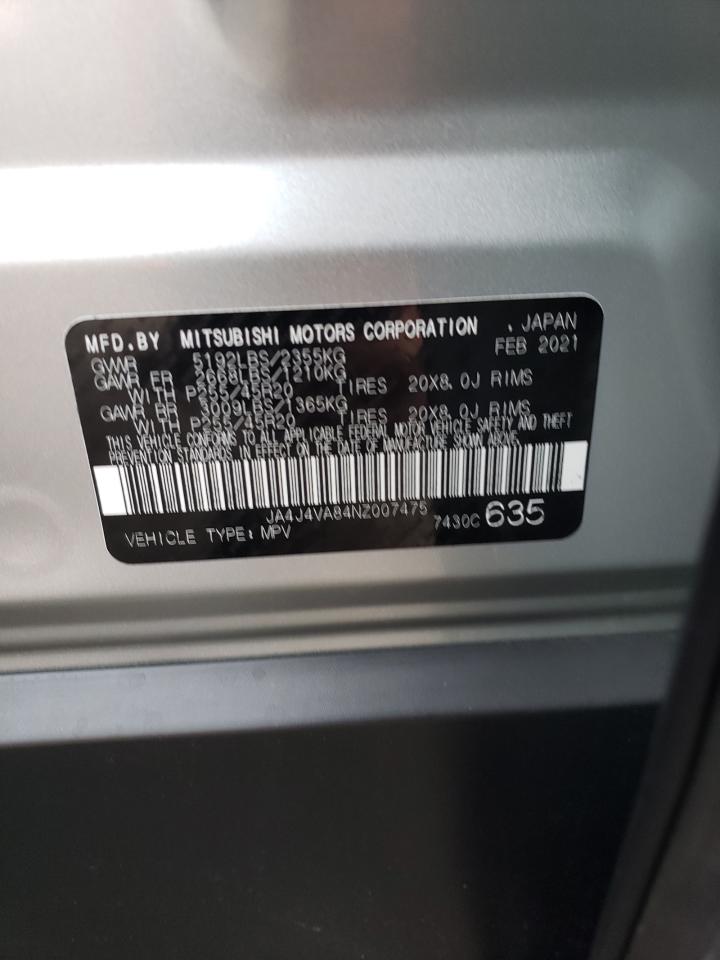 MFD.BY MITSUBISHI MOTORS CORPORATION , JAPAN
FEB 2021
GVWR 5192LBS/2355KG
GAWR FR 2668LBS/1210KG
WITH P255/45R20 TIRES 20X8.0J RIMS
GAWR RR 3009LBS/1365KG
WITH P255/45R20 TIRES 20X8.0J RIMS
THIS VEHICLE CONFORMS TO ALL APPLICABLE FEDERAL MOTOR VEHICLE SAFETY AND THEFT
PREVENTION STANDARDS IN EFFECT ON THE DATE OF MANUFACTURE SHOWN ABOVE.
JA4J4VA84NZ007475
VEHICLE TYPE: MPV 7430C 635